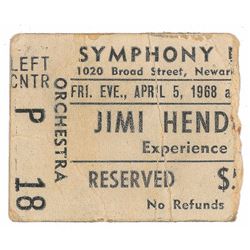 LEFT
CNTR
P
18
ORCHESTRA
SYMPHONY
1020 Broad Street, Newark
FRI. EVE., APRIL 5, 1968 a
JIMI HEND
Experience
RESERVED $
No Refunds